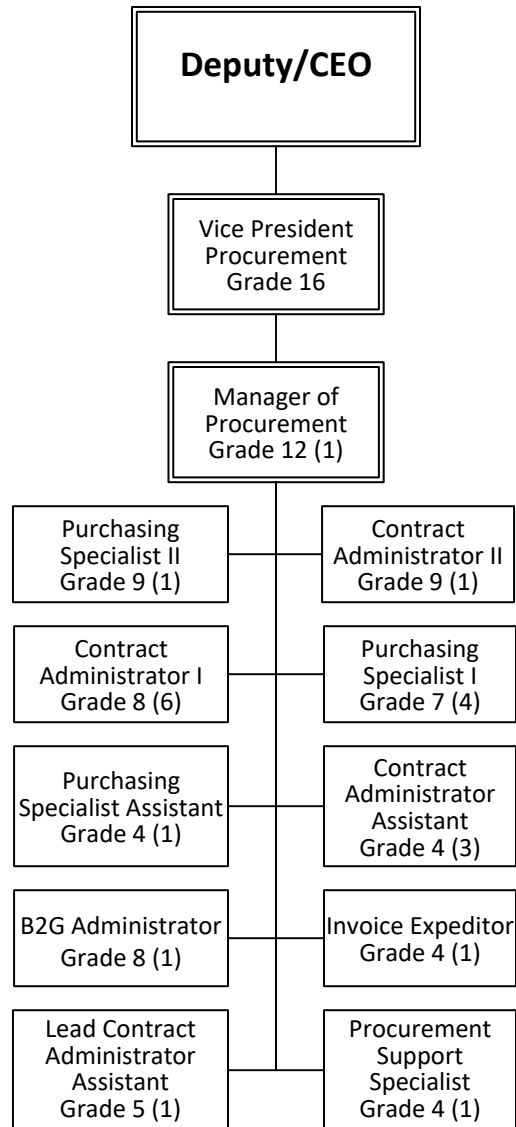 Deputy/CEO
Vice President
Procurement
Grade 16
Manager of
Procurement
Grade 12 (1)
Purchasing
Specialist II
Grade 9 (1)
Contract
Administrator II
Grade 9 (1)
Contract
Administrator I
Grade 8 (6)
Purchasing
Specialist I
Grade 7 (4)
Purchasing
Specialist Assistant
Grade 4 (1)
Contract
Administrator
Assistant
Grade 4 (3)
B2G Administrator
Grade 8 (1)
Invoice Expeditor
Grade 4 (1)
Lead Contract
Administrator
Assistant
Grade 5 (1)
Procurement
Support
Specialist
Grade 4 (1)